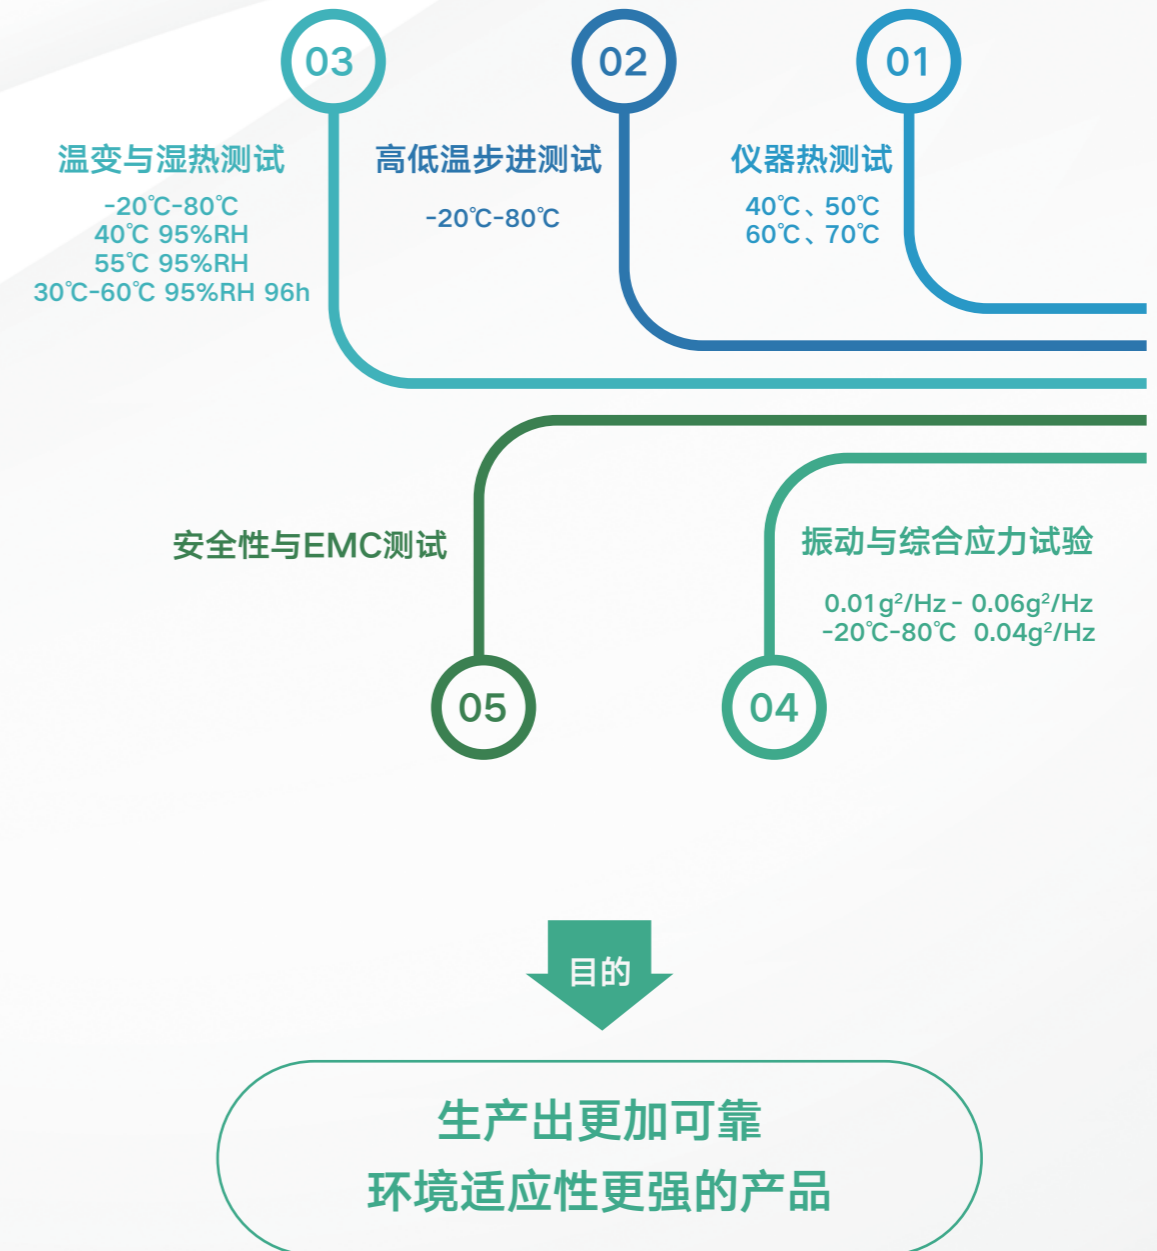 03
温变与湿热测试
-20℃-80℃
40℃ 95%RH
55℃ 95%RH
30℃-60℃ 95%RH 96h
02
高低温步进测试
-20℃-80℃
01
仪器热测试
40℃、50℃
60℃、70℃
安全性与EMC测试
05
振动与综合应力试验
0.01g²/Hz - 0.06g²/Hz
-20℃-80℃ 0.04g²/Hz
04
目的
生产出更加可靠
环境适应性更强的产品